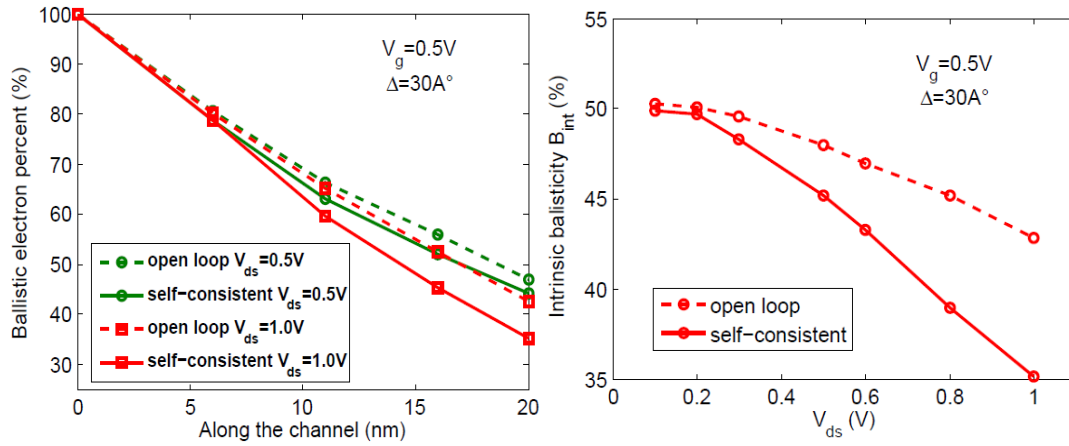 Ballistic electron percent (%)
100
90
80
70
60
50
40
30
V_g=0.5V
Δ=30A°
open loop V_ds=0.5V
self-consistent V_ds=0.5V
open loop V_ds=1.0V
self-consistent V_ds=1.0V
0 5 10 15 20
Along the channel (nm)
Intrinsic balisticity B_int (%)
55
50
45
40
35
V_g=0.5V
Δ=30A°
open loop
self-consistent
0 0.2 0.4 0.6 0.8 1
V_ds (V)